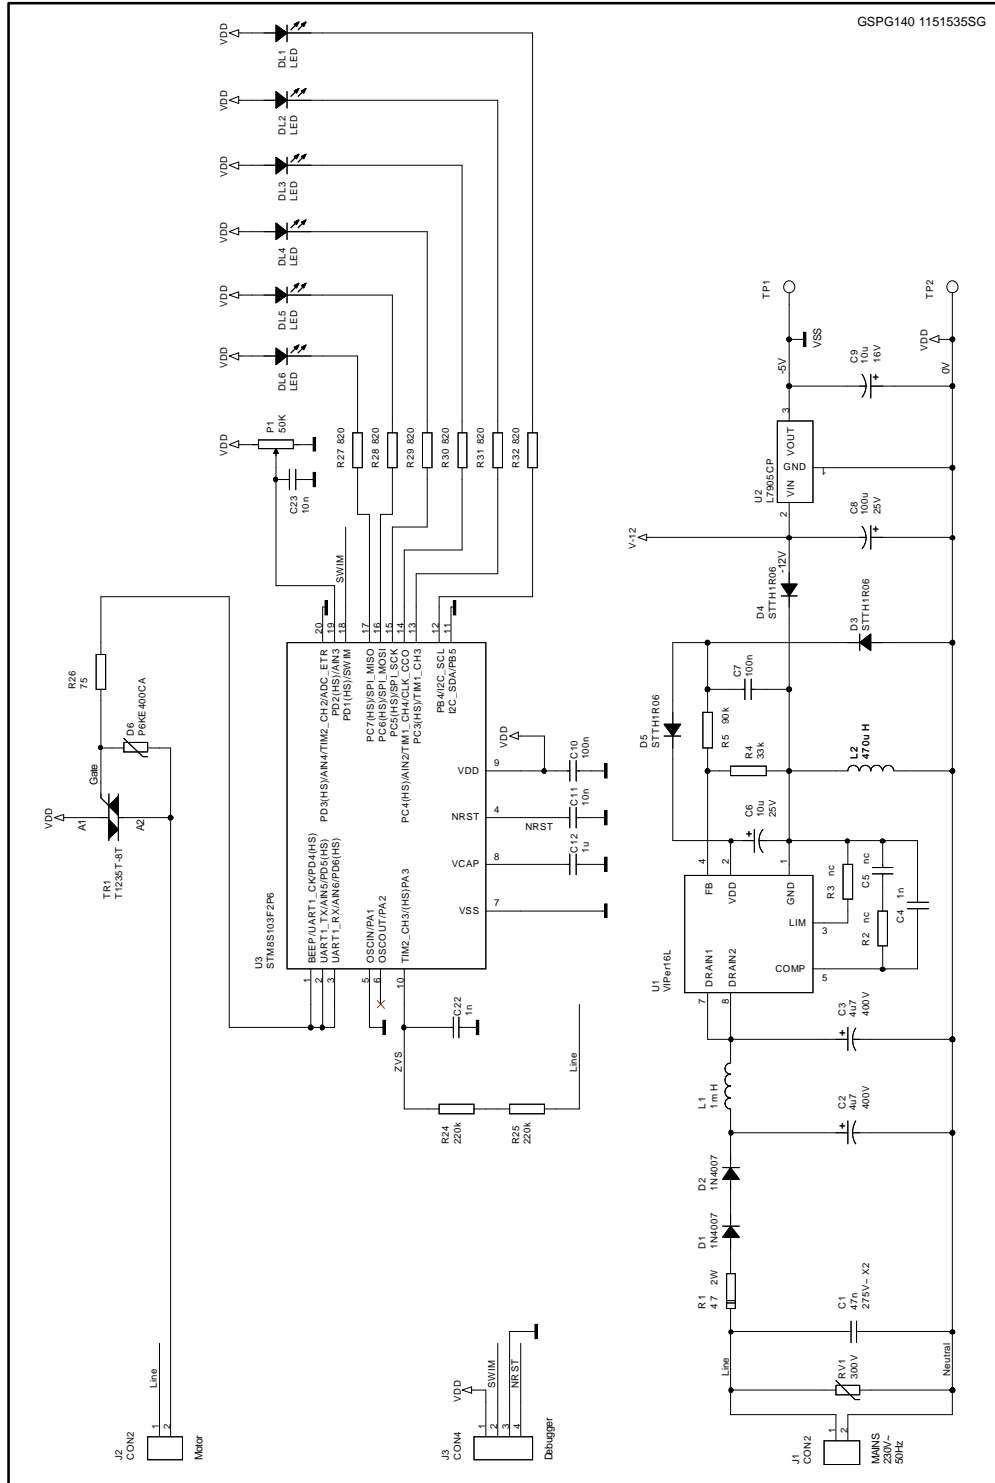 GSPG140 1151535SG
VDD
DL1
LED
VDD
DL2
LED
VDD
DL3
LED
VDD
DL4
LED
VDD
DL5
LED
VDD
DL6
LED
VDD
P1
50K
C23
10n
R27 820
R28 820
R29 820
R30 820
R31 820
R32 820
SWIM
R26
75
D6
P6KE400CA
Gate
VDD
A1
A2
TR1
T1235T-8T
20
19
18
17
16
15
14
13
12
11
PD3(HS)/AIN4/TIM2_CH2/ADC_ETR
PD2(HS)/AIN3
PD1(HS)/SWIM
PC7(HS)/SPI_MISO
PC6(HS)/SPI_MOSI
PC5(HS)/SPI_SCK
PC4(HS)/AIN2/TIM1_CH4/CLK_CCO
PC3(HS)/TIM1_CH3
PB4/I2C_SCL
I2C_SDA/PB5
VDD
NRST
VCAP
VSS
9
4
8
7
VDD
C10
100n
C11
10n
NRST
C12
1u
BEEP/UART1_CK/PD4(HS)
UART1_TX/AIN5/PD5(HS)
UART1_RX/AIN6/PD6(HS)
OSCIN/PA1
OSCOUT/PA2
TIM2_CH3/(HS)PA3
U3
STM8S103F2P6
1
2
3
5
6
10
C22
1n
ZVS
R24
220k
R25
220k
Line
J2
CON2
1
2
Line
Motor
J3
CON4
1
2
3
4
VDD
SWIM
NRST
Debugger
TP1
TP2
-5V
VSS
VDD
0V
C9
10u
16V
U2
L7905CP
VIN
GND
VOUT
3
2
1
C8
100u
25V
V-12
-12V
D4
STTH1R06
D3
STTH1R06
D5
STTH1R06
C7
100n
R5 90k
R4
33k
L2
470uH
C6
10u
25V
4
2
1
FB
VDD
GND
LIM
COMP
DRAIN1
DRAIN2
3
5
7
8
U1
VIPer16L
R3 nc
C5 nc
R2 nc
C4
1n
C3
4u7
400V
L1
1mH
C2
4u7
400V
D2
1N4007
D1
1N4007
R1
47 2W
C1
47n
275V~ X2
Line
RV1
300V
Neutral
J1
CON2
1
2
MAINS
230V~
50Hz